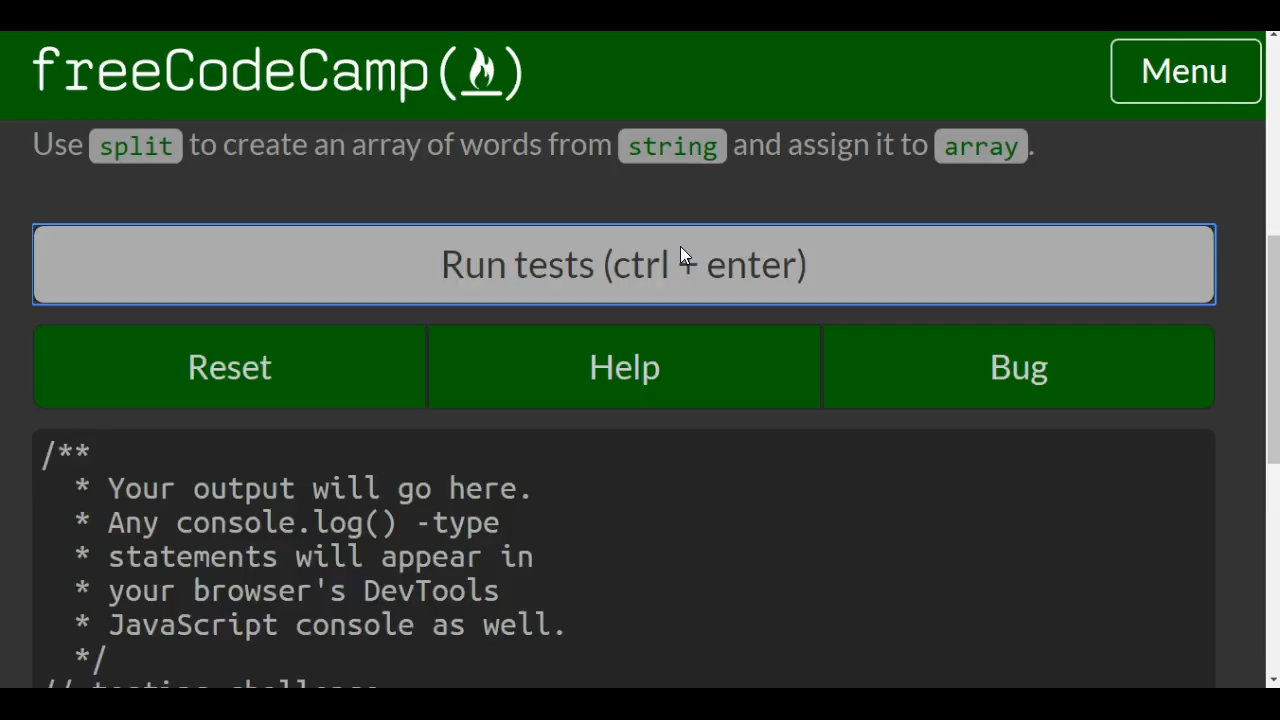 freeCodeCamp
Menu
Use split to create an array of words from string and assign it to array.
Run tests (ctrl + enter)
Reset
Help
Bug
/**
* Your output will go here.
* Any console.log() -type
* statements will appear in
* your browser's DevTools
* JavaScript console as well.
*/
// testing challenge